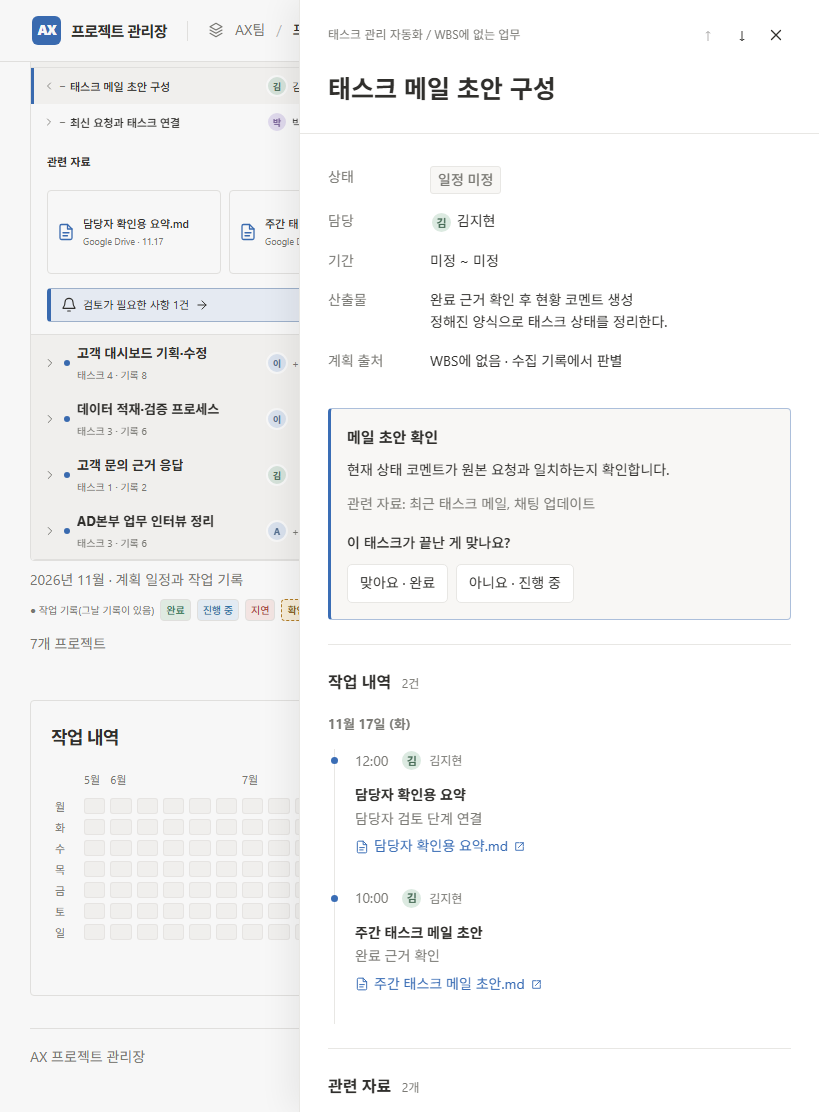 AX 프로젝트 관리장
AX팀 /
– 태스크 메일 초안 구성
김
– 최신 요청과 태스크 연결
박
관련 자료
담당자 확인용 요약.md
Google Drive · 11.17
주간 태
Google D
검토가 필요한 사항 1건 →
고객 대시보드 기획·수정
태스크 4 · 기록 8
이 +
데이터 적재·검증 프로세스
태스크 3 · 기록 6
이
고객 문의 근거 응답
태스크 1 · 기록 2
김
AD본부 업무 인터뷰 정리
태스크 3 · 기록 6
A +
2026년 11월 · 계획 일정과 작업 기록
● 작업 기록(그날 기록이 있음) 완료 진행 중 지연
7개 프로젝트
작업 내역
5월 6월 7월
월
화
수
목
금
토
일
AX 프로젝트 관리장
태스크 관리 자동화 / WBS에 없는 업무
↑ ↓ ×
태스크 메일 초안 구성
상태 일정 미정
담당 김 김지현
기간 미정 ~ 미정
산출물 완료 근거 확인 후 현황 코멘트 생성
정해진 양식으로 태스크 상태를 정리한다.
계획 출처 WBS에 없음 · 수집 기록에서 판별
메일 초안 확인
현재 상태 코멘트가 원본 요청과 일치하는지 확인합니다.
관련 자료: 최근 태스크 메일, 채팅 업데이트
이 태스크가 끝난 게 맞나요?
맞아요 · 완료 아니요 · 진행 중
작업 내역 2건
11월 17일 (화)
12:00 김 김지현
담당자 확인용 요약
담당자 검토 단계 연결
담당자 확인용 요약.md
10:00 김 김지현
주간 태스크 메일 초안
완료 근거 확인
주간 태스크 메일 초안.md
관련 자료 2개